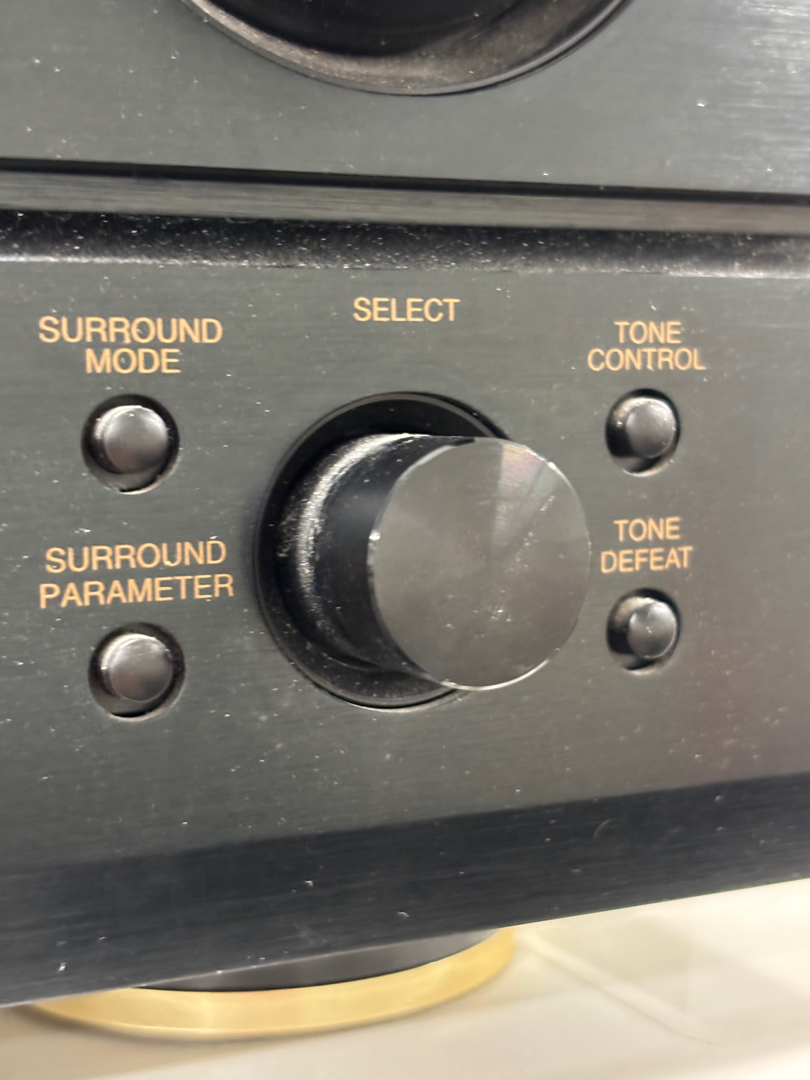 SELECT
SURROUND
MODE
TONE
CONTROL
SURROUND
PARAMETER
TONE
DEFEAT